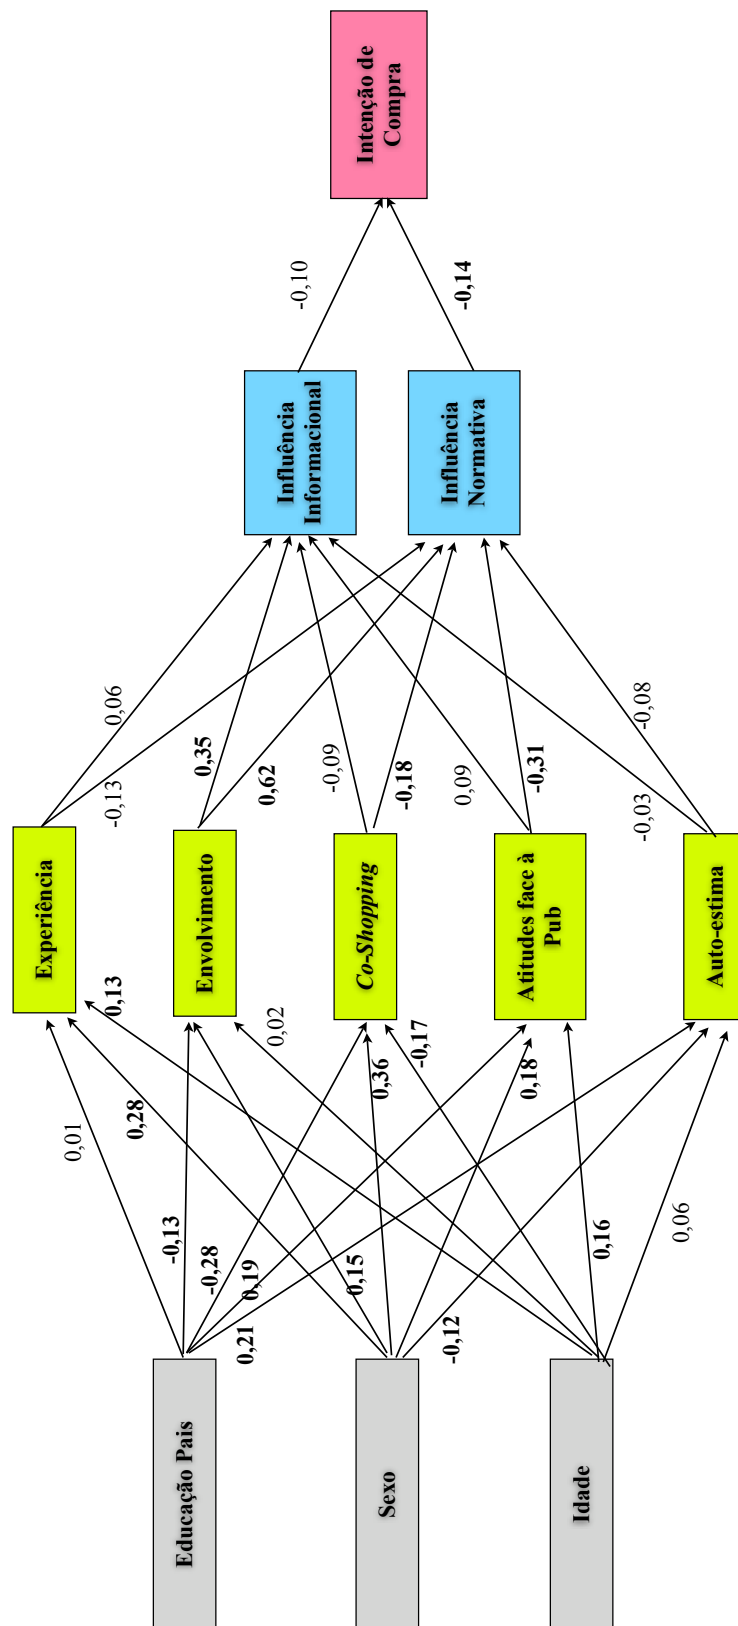 Educação Pais
Sexo
Idade
0,01
-0,13
-0,28
0,19
0,21
0,28
0,15
0,36
0,18
-0,12
0,13
0,02
-0,17
0,16
0,06
Experiência
Envolvimento
Co-Shopping
Atitudes face à
Pub
Auto-estima
0,06
-0,13
0,35
0,62
-0,09
-0,18
0,09
-0,31
-0,03
-0,08
Influência
Informacional
Influência
Normativa
-0,10
-0,14
Intenção de
Compra